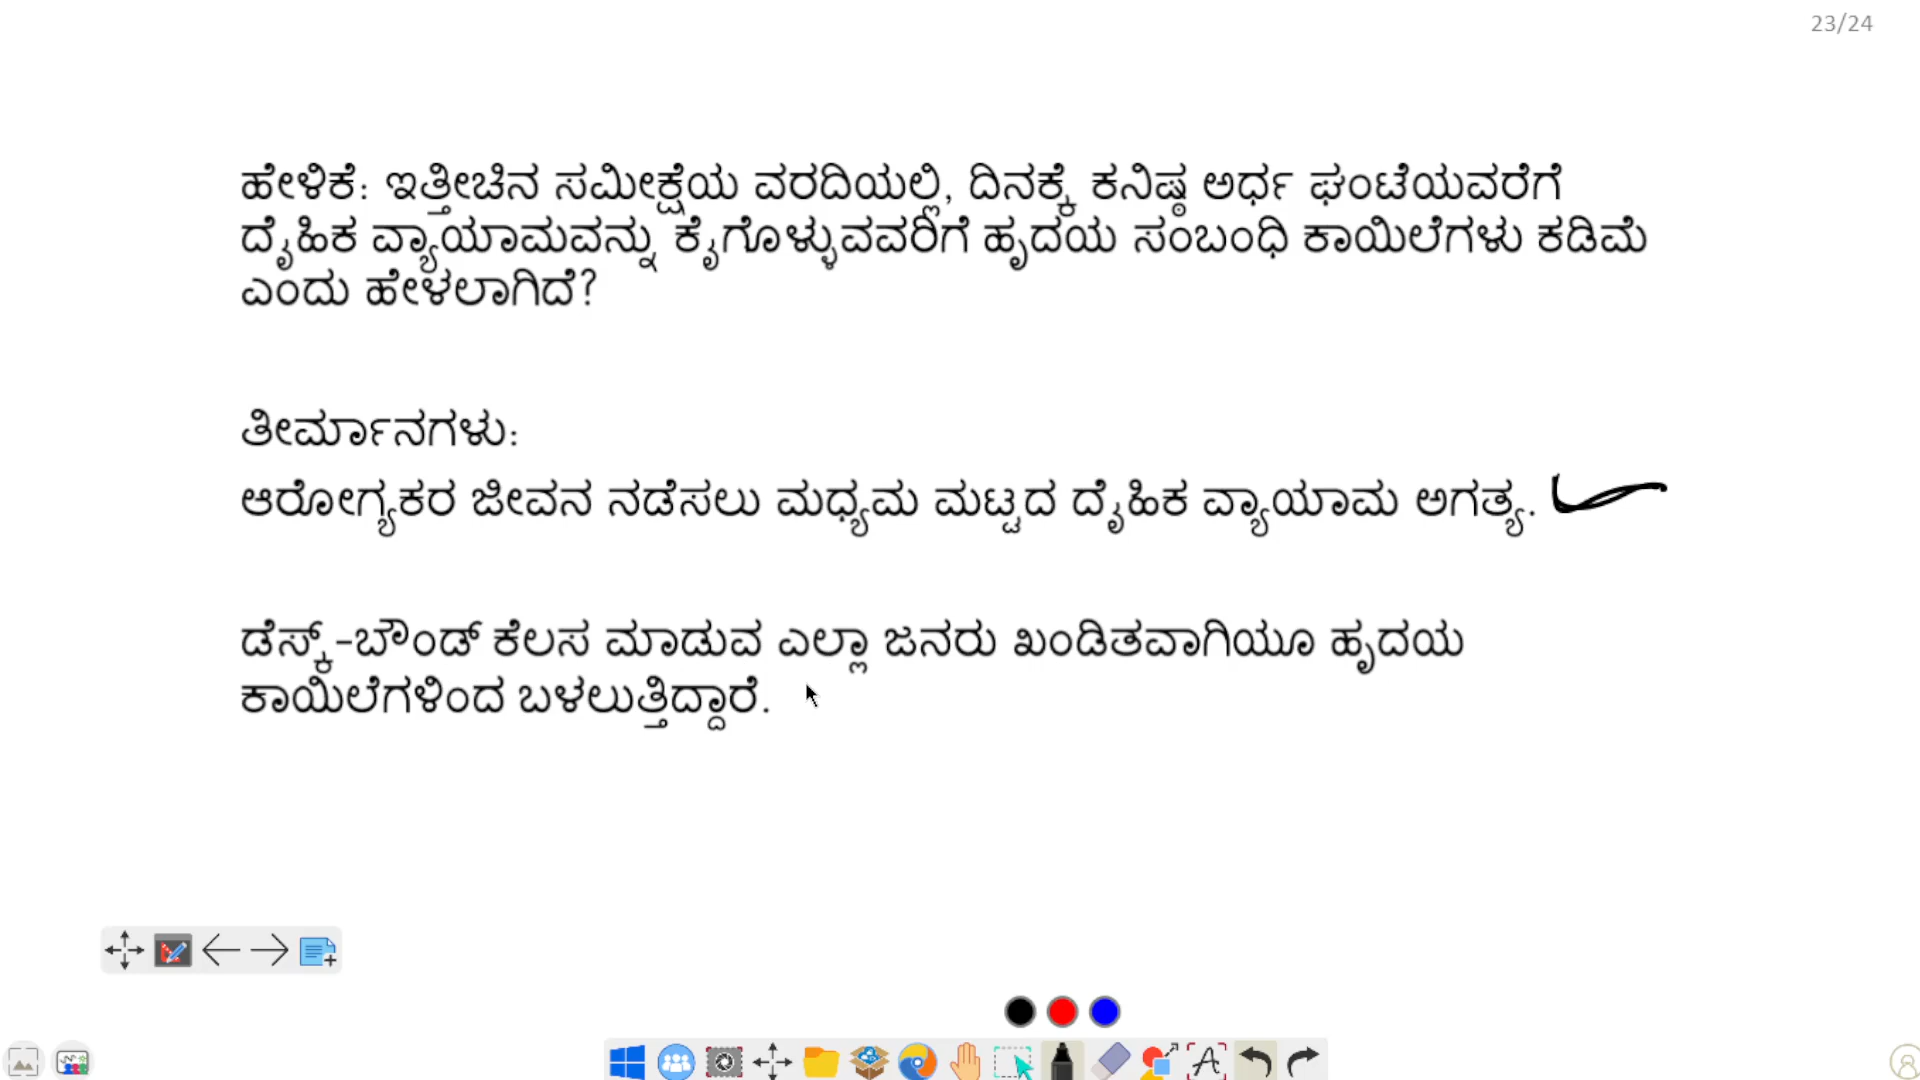 23/24
ಹೇಳಿಕೆ: ಇತ್ತೀಚಿನ ಸಮೀಕ್ಷೆಯ ವರದಿಯಲ್ಲಿ, ದಿನಕ್ಕೆ ಕನಿಷ್ಠ ಅರ್ಧ ಘಂಟೆಯವರೆಗೆ
ದೈಹಿಕ ವ್ಯಾಯಾಮವನ್ನು ಕೈಗೊಳ್ಳುವವರಿಗೆ ಹೃದಯ ಸಂಬಂಧಿ ಕಾಯಿಲೆಗಳು ಕಡಿಮೆ
ಎಂದು ಹೇಳಲಾಗಿದೆ?
ತೀರ್ಮಾನಗಳು:
ಆರೋಗ್ಯಕರ ಜೀವನ ನಡೆಸಲು ಮಧ್ಯಮ ಮಟ್ಟದ ದೈಹಿಕ ವ್ಯಾಯಾಮ ಅಗತ್ಯ.
ಡೆಸ್ಕ್-ಬೌಂಡ್ ಕೆಲಸ ಮಾಡುವ ಎಲ್ಲಾ ಜನರು ಖಂಡಿತವಾಗಿಯೂ ಹೃದಯ
ಕಾಯಿಲೆಗಳಿಂದ ಬಳಲುತ್ತಿದ್ದಾರೆ.